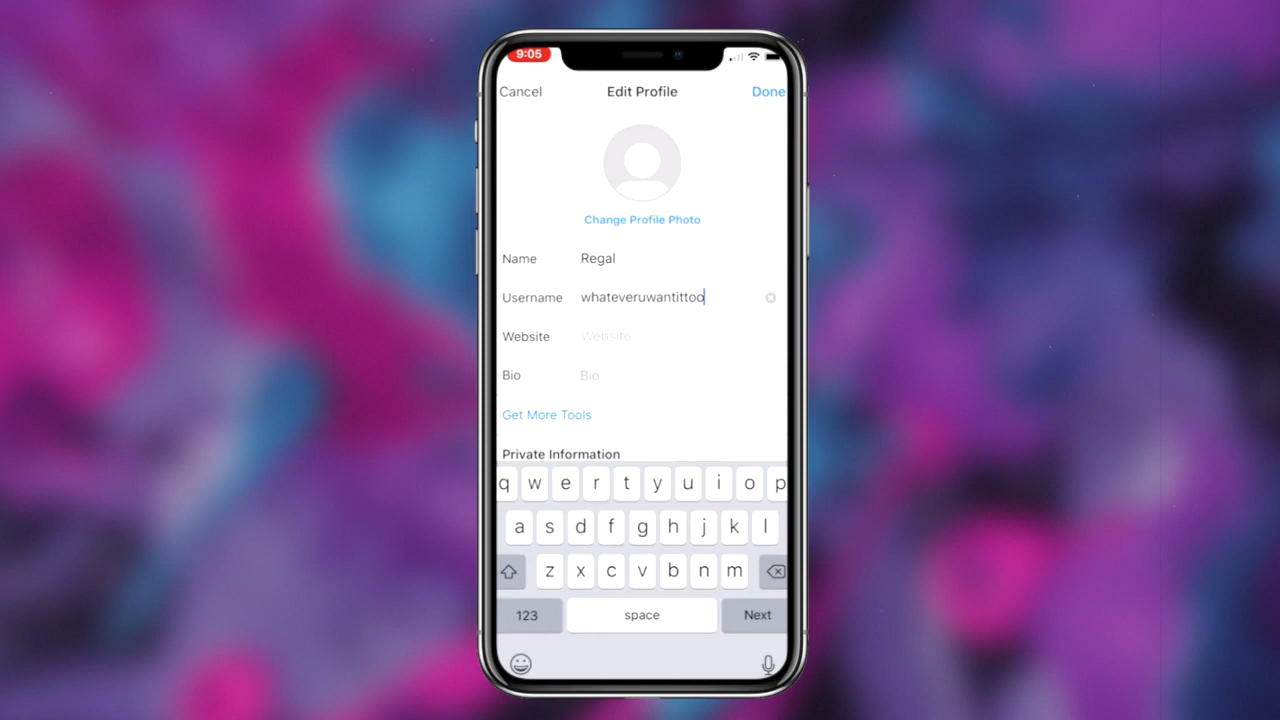 9:05
Cancel Edit Profile Done
Change Profile Photo
Name Regal
Username whateveruwantittoo
Website Website
Bio Bio
Get More Tools
Private Information
q w e r t y u i o p
a s d f g h j k l
z x c v b n m
123 space Next